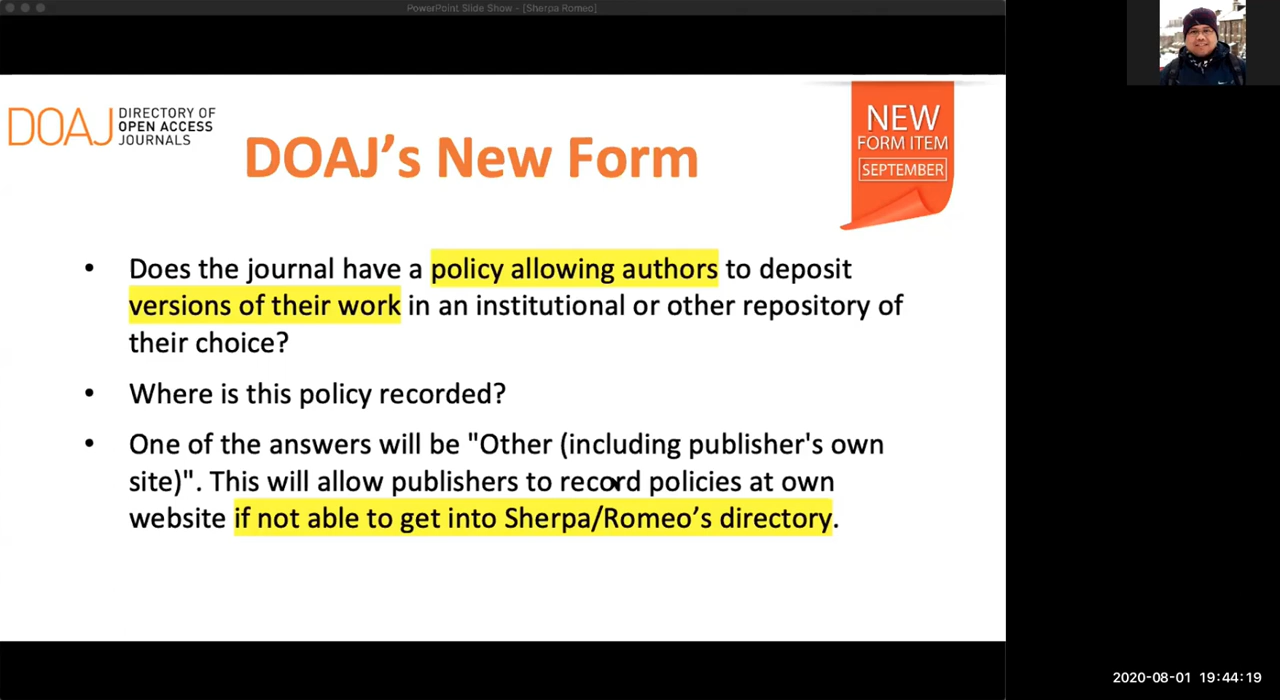 PowerPoint Slide Show - [Sherpa Romeo]
DOAJ DIRECTORY OF
OPEN ACCESS
JOURNALS
DOAJ’s New Form
NEW
FORM ITEM
SEPTEMBER
• Does the journal have a policy allowing authors to deposit
versions of their work in an institutional or other repository of
their choice?
• Where is this policy recorded?
• One of the answers will be "Other (including publisher's own
site)". This will allow publishers to record policies at own
website if not able to get into Sherpa/Romeo’s directory.
2020-08-01 19:44:19